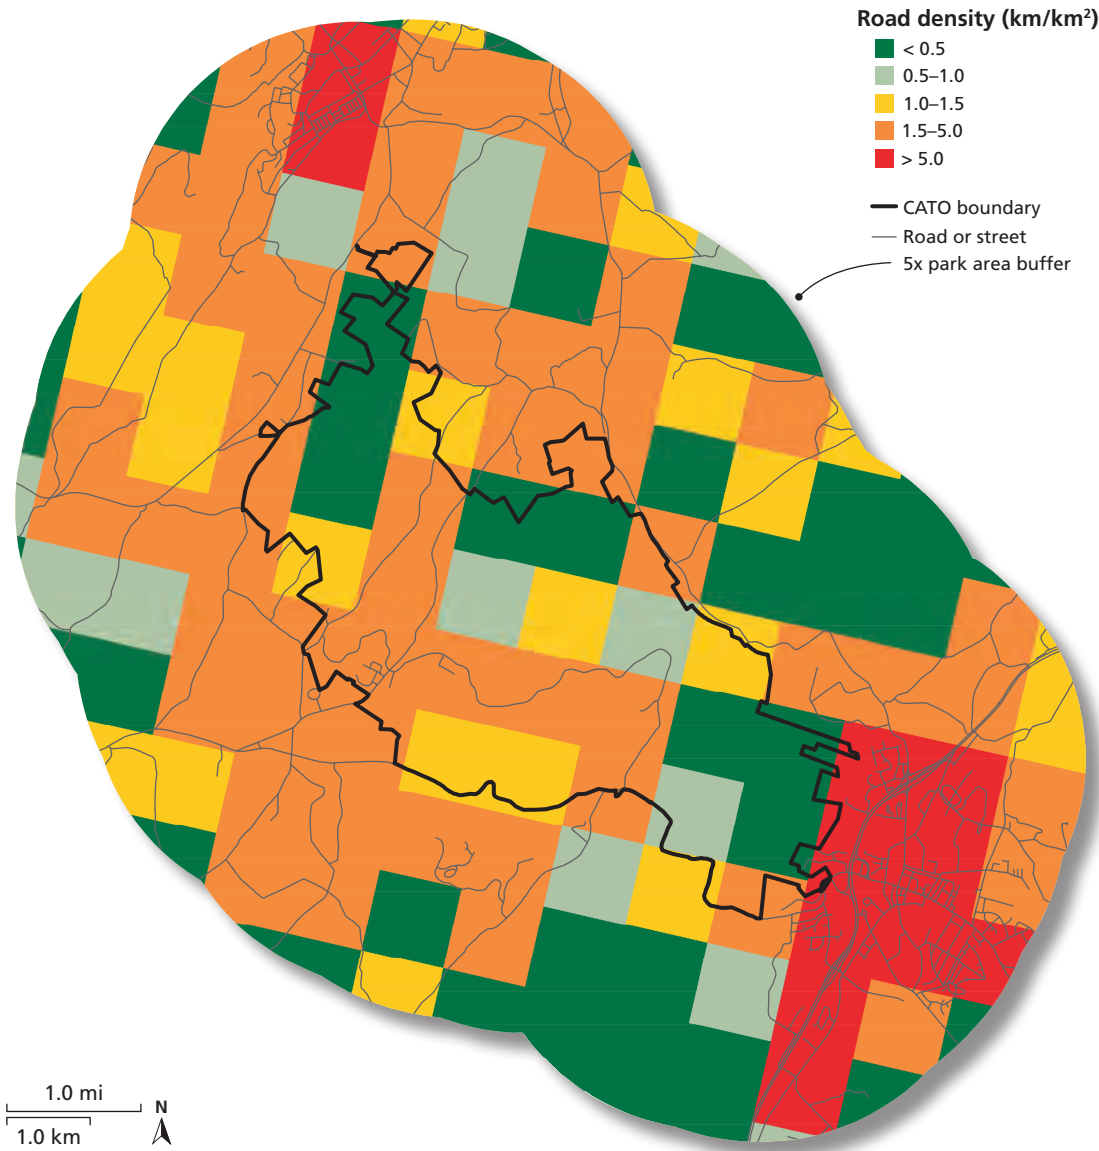 Road density (km/km²)
< 0.5
0.5–1.0
1.0–1.5
1.5–5.0
> 5.0
CATO boundary
Road or street
5x park area buffer
1.0 mi
1.0 km
N